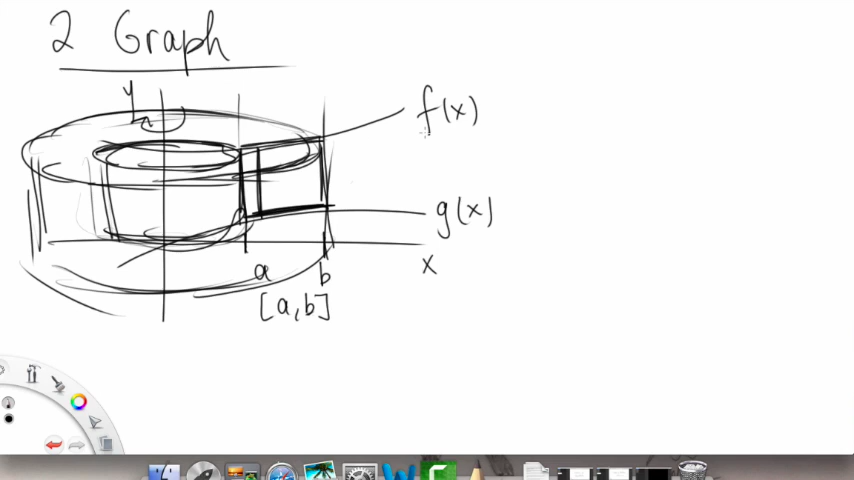 2 Graph
y
f(x)
g(x)
x
a
b
[a,b]